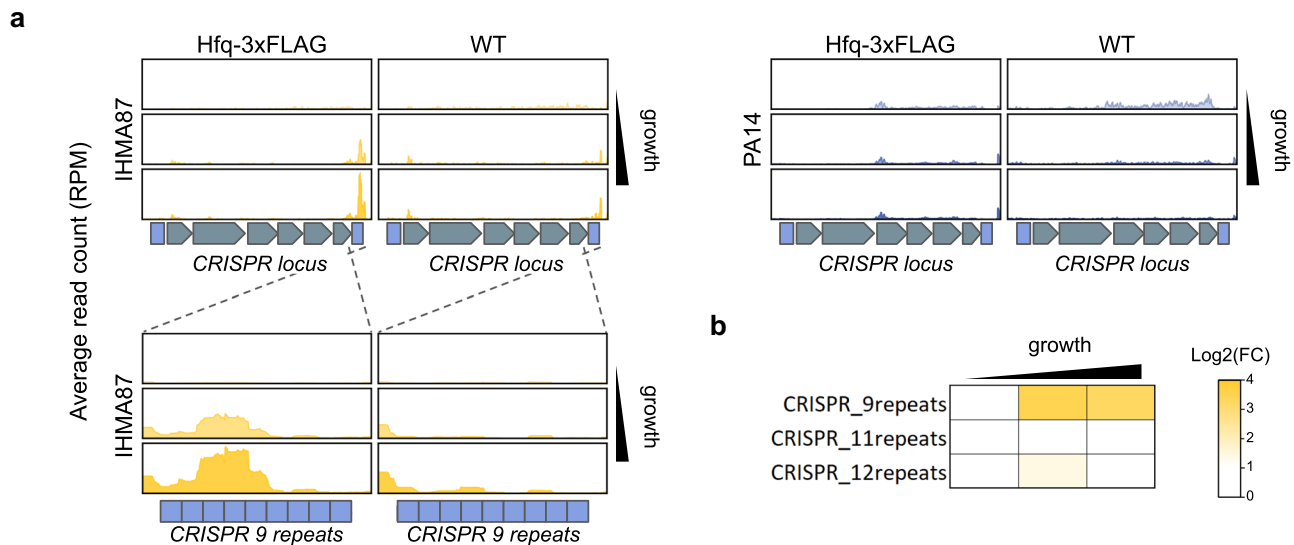 a
Hfq-3xFLAG
WT
IHMA87
growth
CRISPR locus
CRISPR locus
Average read count (RPM)
IHMA87
growth
CRISPR 9 repeats
CRISPR 9 repeats
Hfq-3xFLAG
WT
PA14
growth
CRISPR locus
CRISPR locus
b
growth
Log2(FC)
CRISPR_9repeats
CRISPR_11repeats
CRISPR_12repeats
4
3
2
1
0